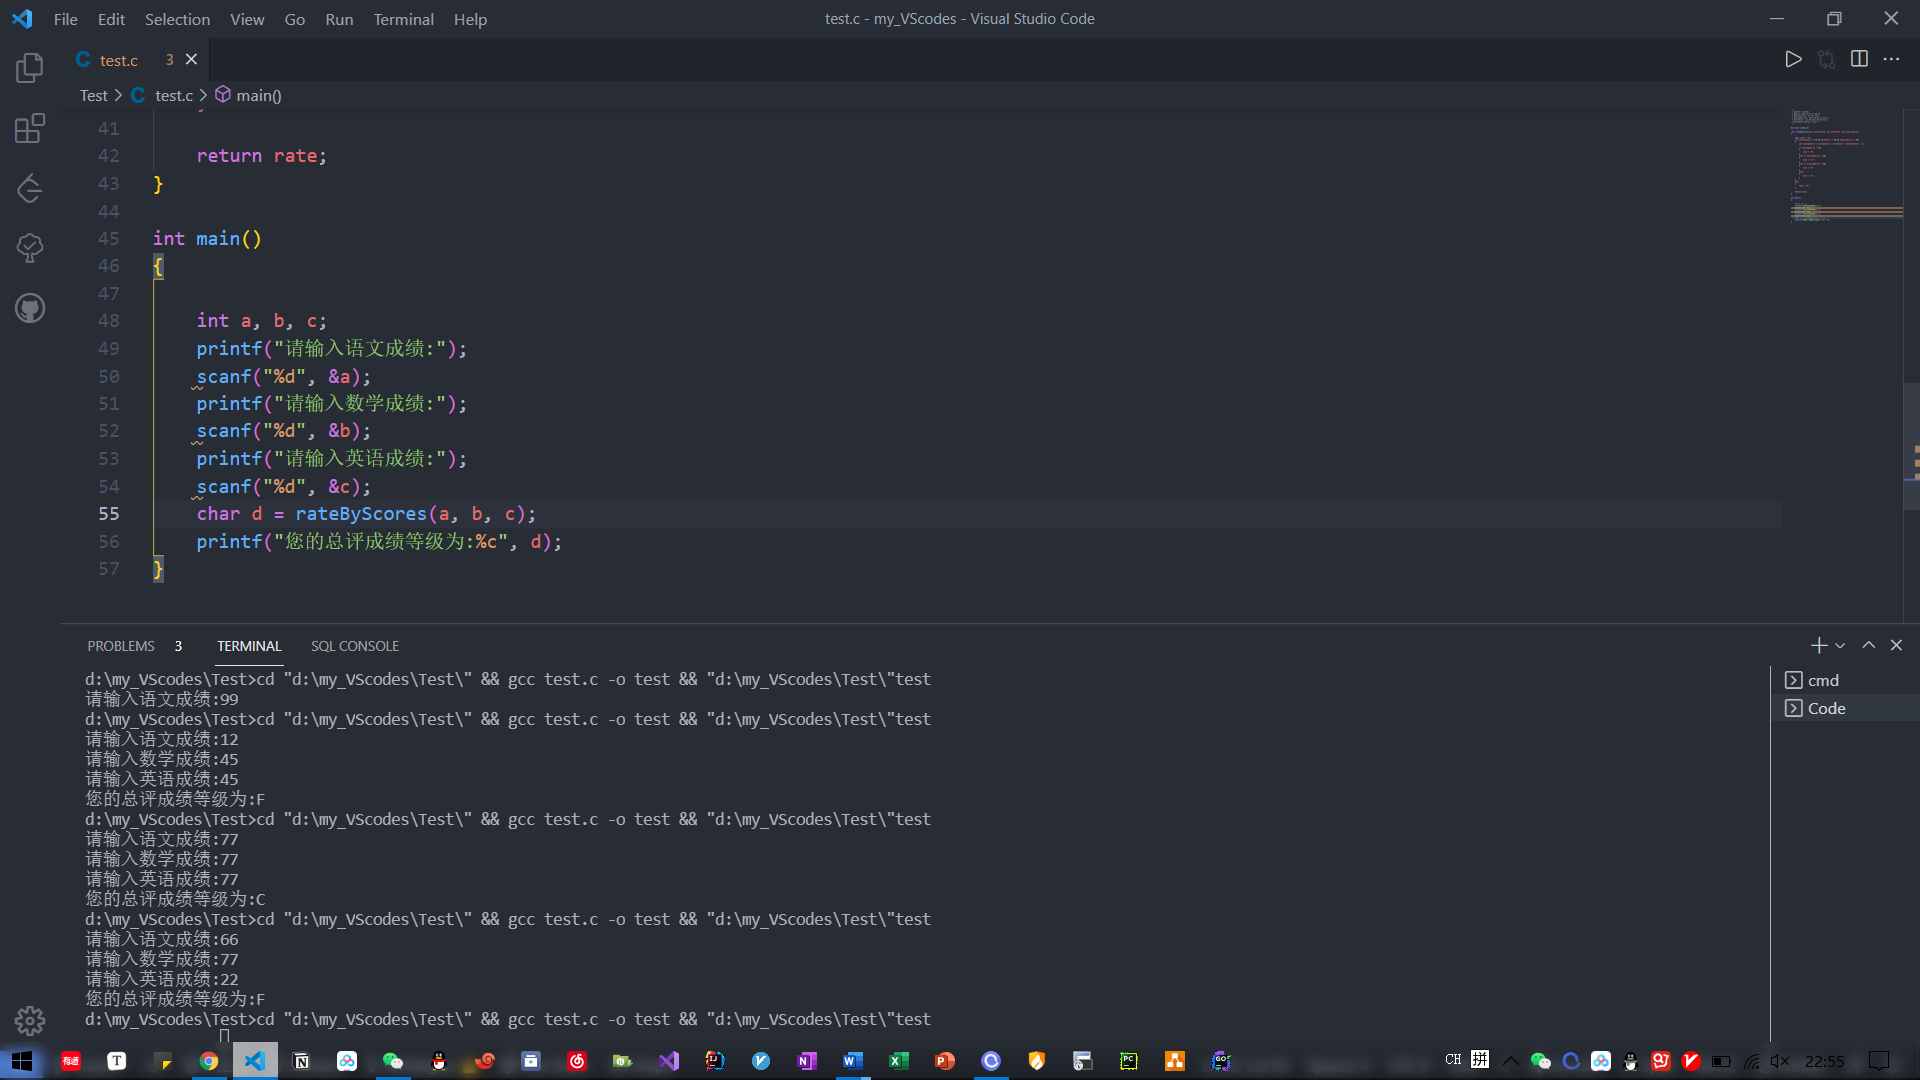 File Edit Selection View Go Run Terminal Help
test.c - my_VScodes - Visual Studio Code
C test.c 3
Test > C test.c > main()
41
42 return rate;
43 }
44
45 int main()
46 {
47
48 int a, b, c;
49 printf("请输入语文成绩:");
50 scanf("%d", &a);
51 printf("请输入数学成绩:");
52 scanf("%d", &b);
53 printf("请输入英语成绩:");
54 scanf("%d", &c);
55 char d = rateByScores(a, b, c);
56 printf("您的总评成绩等级为:%c", d);
57 }
PROBLEMS 3 TERMINAL SQL CONSOLE
d:\my_VScodes\Test>cd "d:\my_VScodes\Test\" && gcc test.c -o test && "d:\my_VScodes\Test\"test
请输入语文成绩:99
d:\my_VScodes\Test>cd "d:\my_VScodes\Test\" && gcc test.c -o test && "d:\my_VScodes\Test\"test
请输入语文成绩:12
请输入数学成绩:45
请输入英语成绩:45
您的总评成绩等级为:F
d:\my_VScodes\Test>cd "d:\my_VScodes\Test\" && gcc test.c -o test && "d:\my_VScodes\Test\"test
请输入语文成绩:77
请输入数学成绩:77
请输入英语成绩:77
您的总评成绩等级为:C
d:\my_VScodes\Test>cd "d:\my_VScodes\Test\" && gcc test.c -o test && "d:\my_VScodes\Test\"test
请输入语文成绩:66
请输入数学成绩:77
请输入英语成绩:22
您的总评成绩等级为:F
d:\my_VScodes\Test>cd "d:\my_VScodes\Test\" && gcc test.c -o test && "d:\my_VScodes\Test\"test
cmd
Code
CH 拼 22:55